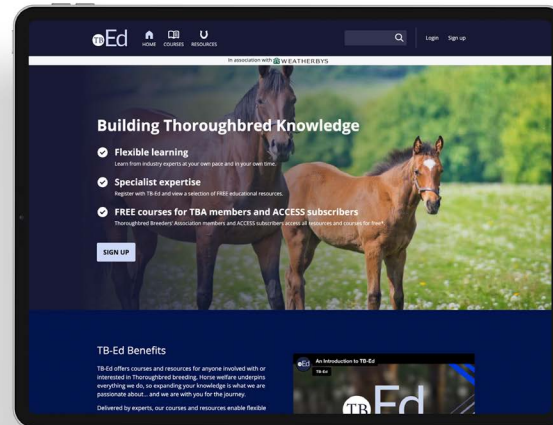 TB Ed
HOME COURSES RESOURCES
Login Sign up
In association with WEATHERBYS
Building Thoroughbred Knowledge
Flexible learning
Learn from industry experts at your own pace and in your own time.
Specialist expertise
Register with TB-Ed and view a selection of FREE educational resources.
FREE courses for TBA members and ACCESS subscribers
Thoroughbred Breeders' Association members and ACCESS subscribers access all resources and courses for free*.
SIGN UP
TB-Ed Benefits
TB-Ed offers courses and resources for anyone involved with or
interested in Thoroughbred breeding. Horse welfare underpins
everything we do, so expanding your knowledge is what we are
passionate about... and we are with you for the journey.
Delivered by experts, our courses and resources enable flexible
Ed
An Introduction to TB-Ed
TB-Ed
TB Ed